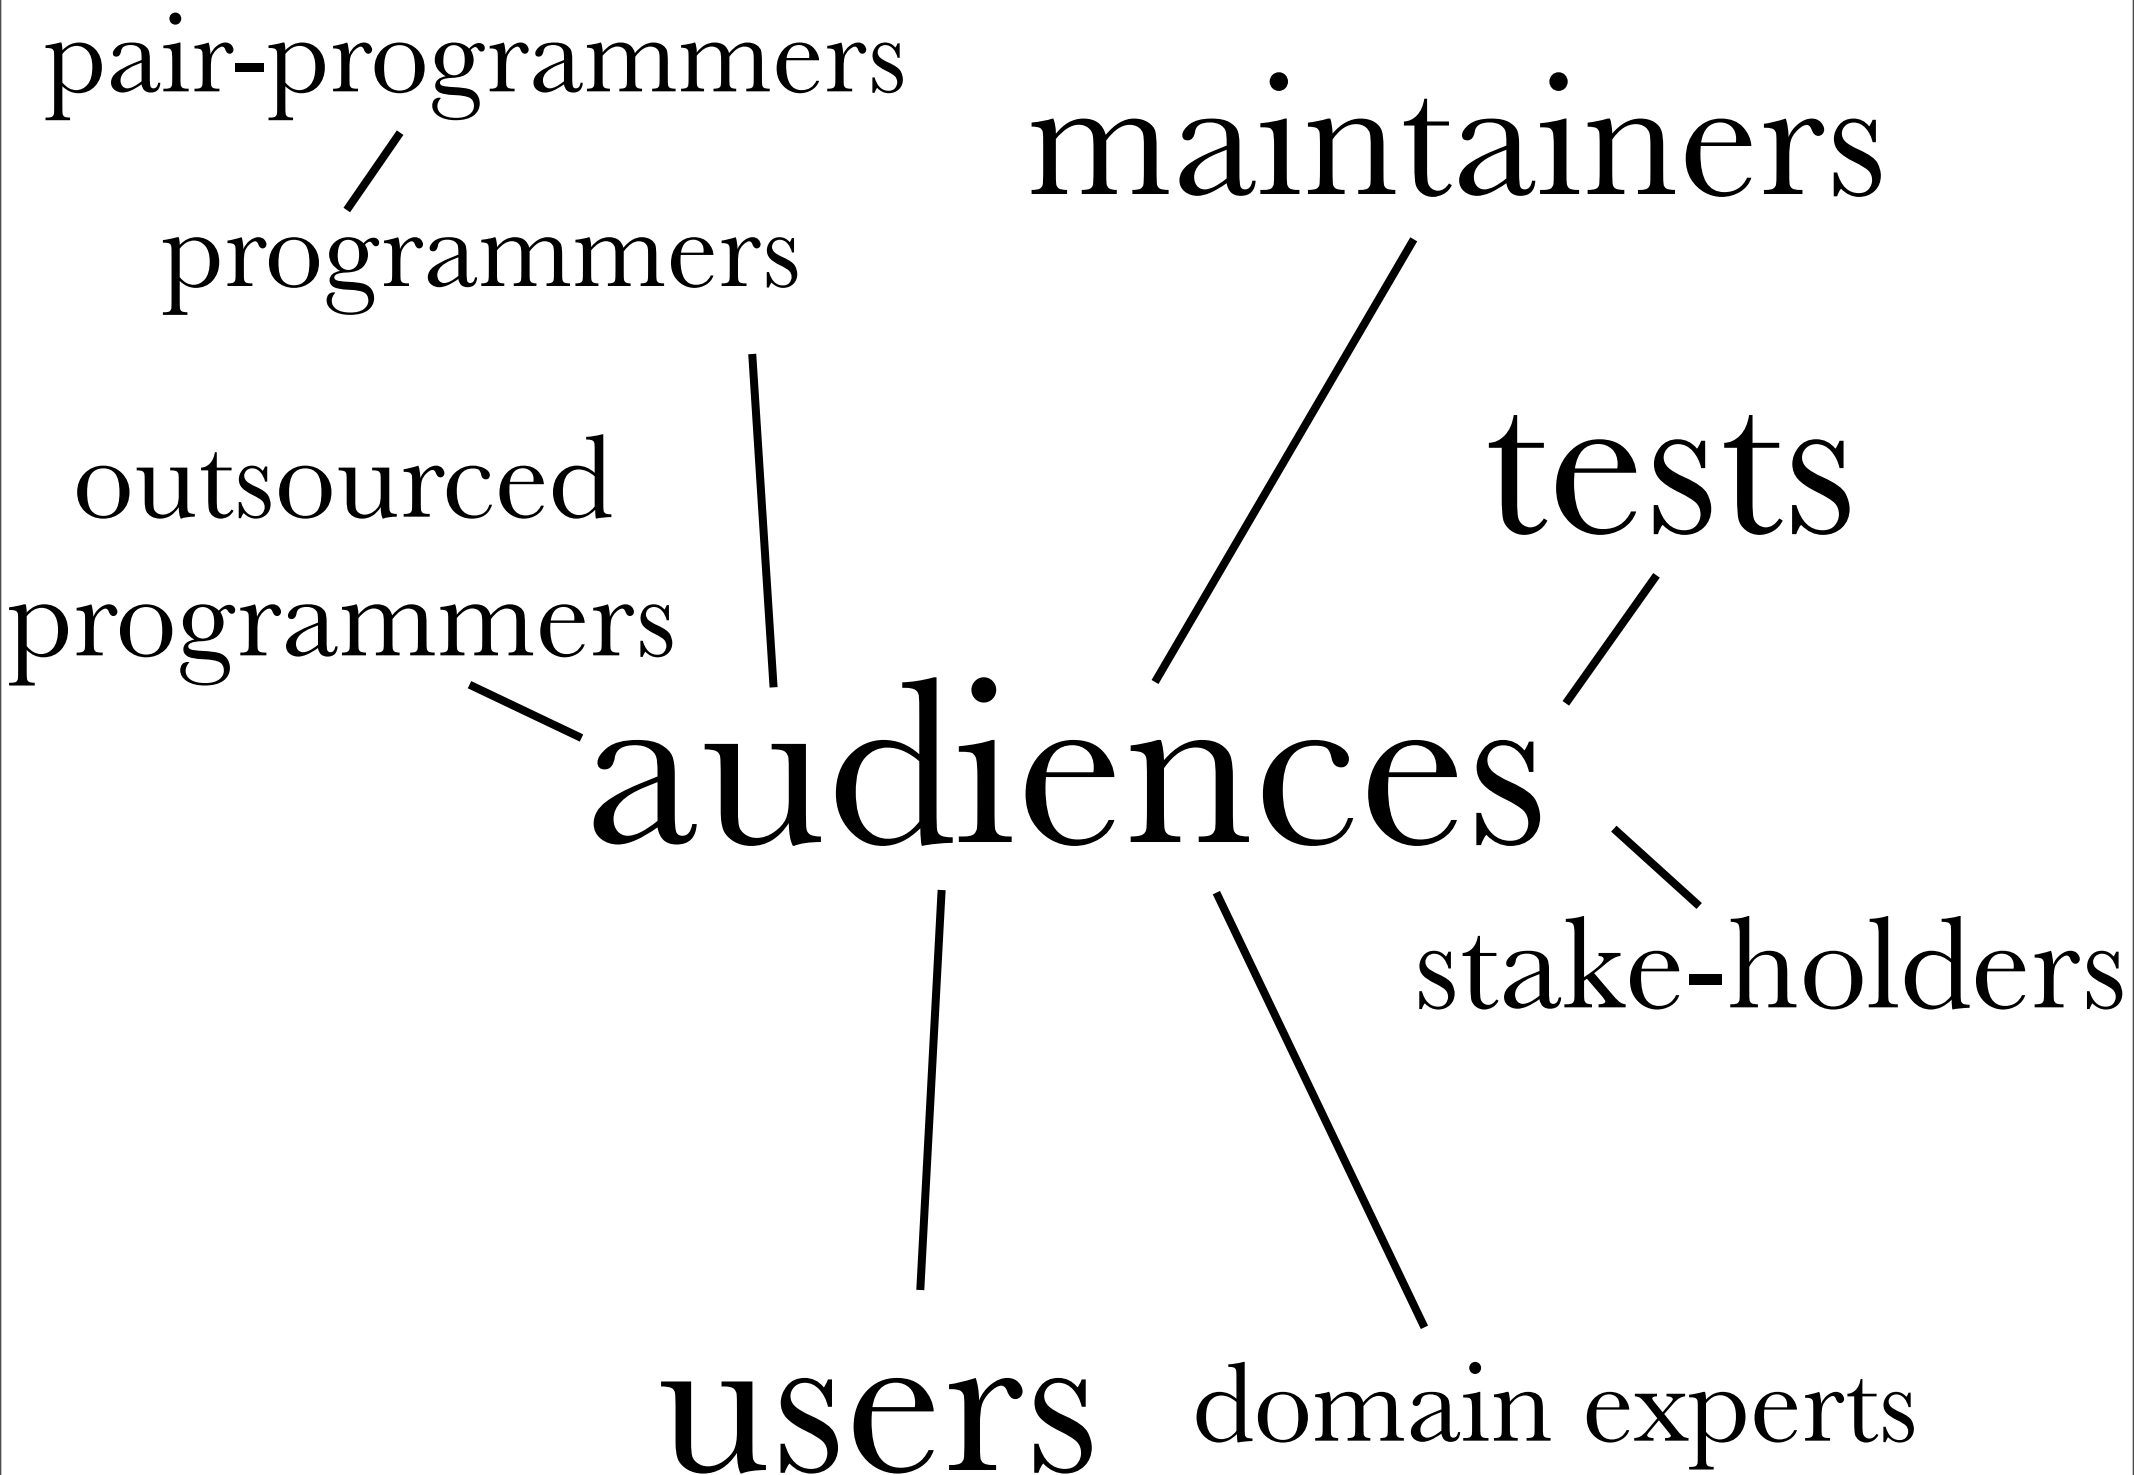 pair-programmers
maintainers
programmers
tests
outsourced
programmers
audiences
stake-holders
users
domain experts